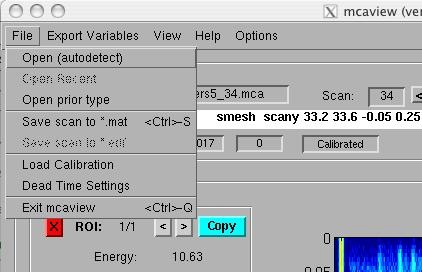 mcaview (ver
File Export Variables View Help Options
Open (autodetect)
Open Recent
Open prior type
ers5_34.mca Scan: 34 <
Save scan to *.mat <Ctrl>-S
smesh scany 33.2 33.6 -0.05 0.25
Save scan to *.edf
017 0 Calibrated
Load Calibration
Dead Time Settings
Exit mcaview <Ctrl>-Q
X ROI: 1/1 < > Copy
0
Energy: 10.63
0.05